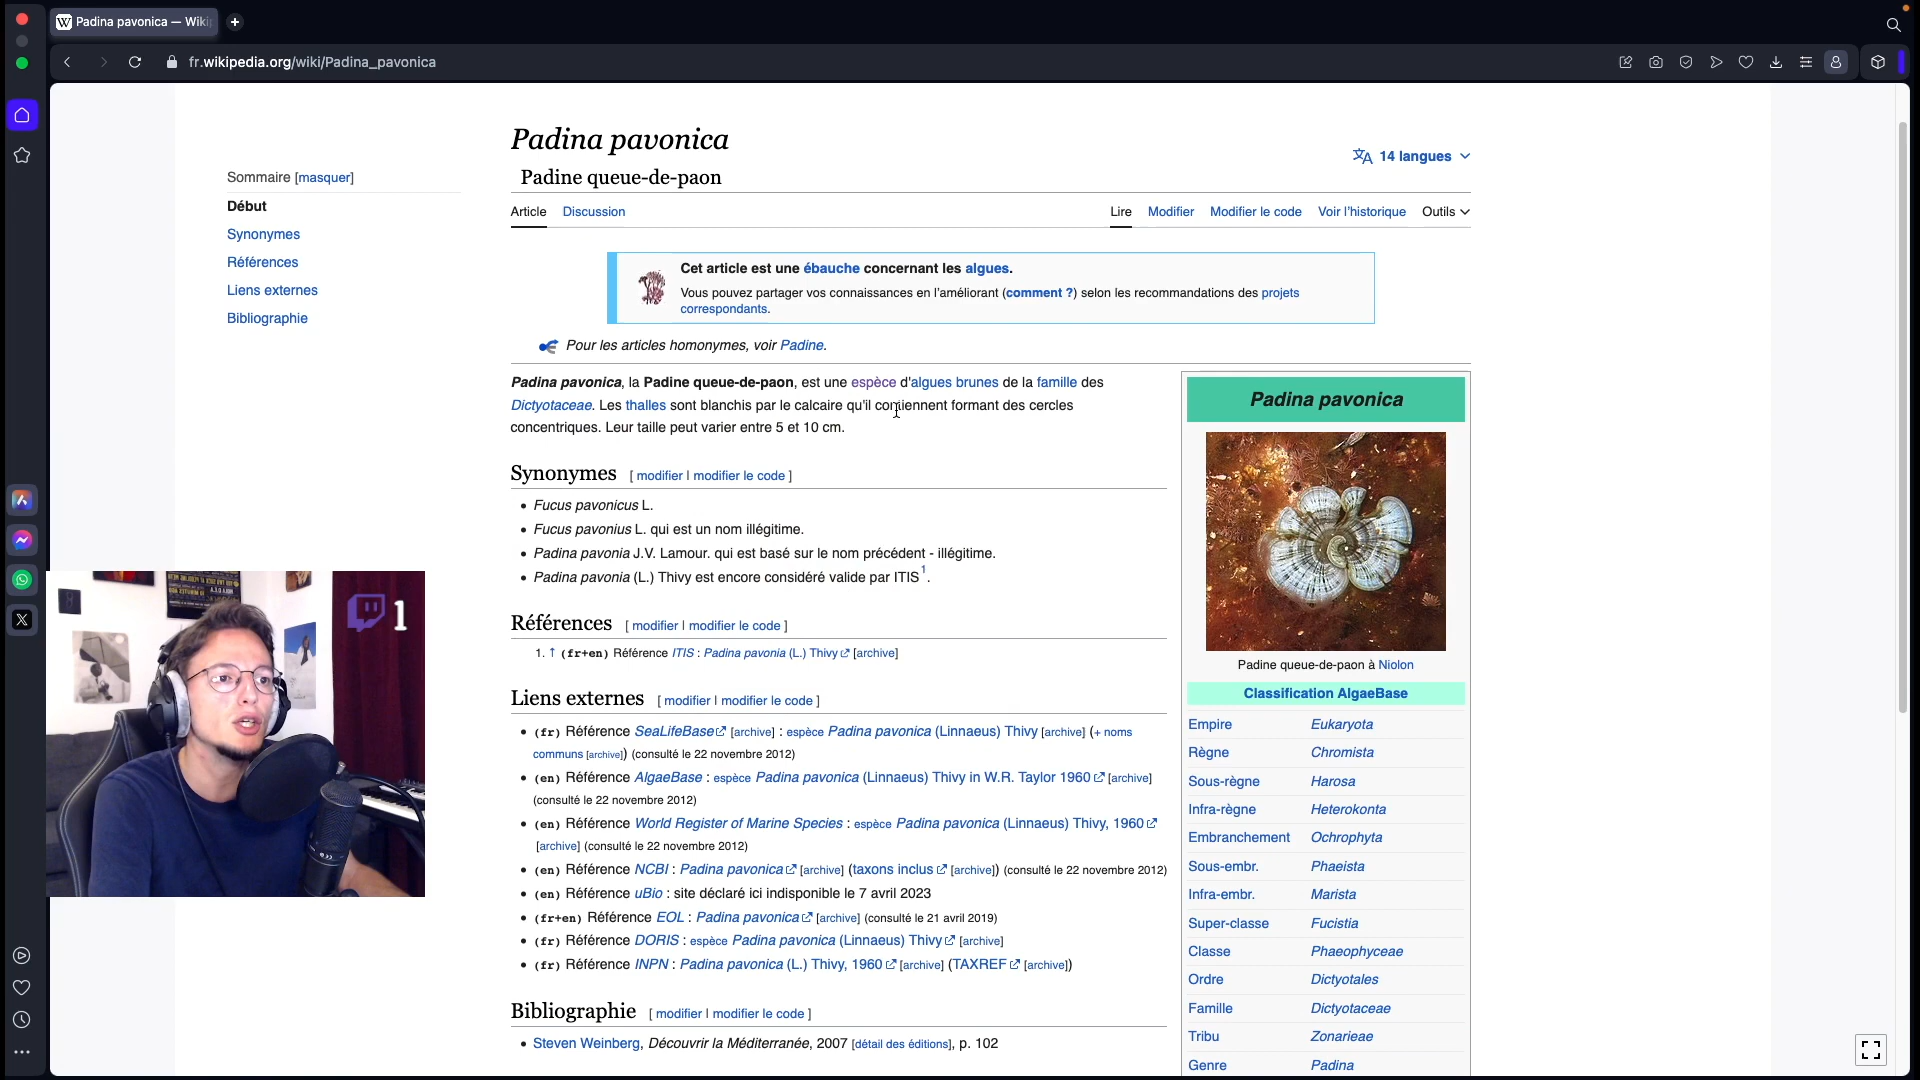 Padina pavonica — Wiki
fr.wikipedia.org/wiki/Padina_pavonica
Padina pavonica
14 langues
Padine queue-de-paon
Sommaire [masquer]
Début
Synonymes
Références
Liens externes
Bibliographie
Article Discussion Lire Modifier Modifier le code Voir l'historique Outils
Cet article est une ébauche concernant les algues.
Vous pouvez partager vos connaissances en l'améliorant (comment ?) selon les recommandations des projets
correspondants.
Pour les articles homonymes, voir Padine.
Padina pavonica, la Padine queue-de-paon, est une espèce d'algues brunes de la famille des
Dictyotaceae. Les thalles sont blanchis par le calcaire qu'il contiennent formant des cercles
concentriques. Leur taille peut varier entre 5 et 10 cm.
Synonymes [ modifier | modifier le code ]
• Fucus pavonicus L.
• Fucus pavonius L. qui est un nom illégitime.
• Padina pavonia J.V. Lamour. qui est basé sur le nom précédent - illégitime.
• Padina pavonia (L.) Thivy est encore considéré valide par ITIS 1.
Références [ modifier | modifier le code ]
1. ↑ (fr+en) Référence ITIS : Padina pavonia (L.) Thivy [archive]
Liens externes [ modifier | modifier le code ]
• (fr) Référence SeaLifeBase [archive] : espèce Padina pavonica (Linnaeus) Thivy [archive] (+ noms
communs [archive]) (consulté le 22 novembre 2012)
• (en) Référence AlgaeBase : espèce Padina pavonica (Linnaeus) Thivy in W.R. Taylor 1960 [archive]
(consulté le 22 novembre 2012)
• (en) Référence World Register of Marine Species : espèce Padina pavonica (Linnaeus) Thivy, 1960
[archive] (consulté le 22 novembre 2012)
• (en) Référence NCBI : Padina pavonica [archive] (taxons inclus [archive]) (consulté le 22 novembre 2012)
• (en) Référence uBio : site déclaré ici indisponible le 7 avril 2023
• (fr+en) Référence EOL : Padina pavonica [archive] (consulté le 21 avril 2019)
• (fr) Référence DORIS : espèce Padina pavonica (Linnaeus) Thivy [archive]
• (fr) Référence INPN : Padina pavonica (L.) Thivy, 1960 [archive] (TAXREF [archive])
Bibliographie [ modifier | modifier le code ]
• Steven Weinberg, Découvrir la Méditerranée, 2007 [détail des éditions], p. 102
Padina pavonica
Padine queue-de-paon à Niolon
Classification AlgaeBase
Empire Eukaryota
Règne Chromista
Sous-règne Harosa
Infra-règne Heterokonta
Embranchement Ochrophyta
Sous-embr. Phaeista
Infra-embr. Marista
Super-classe Fucistia
Classe Phaeophyceae
Ordre Dictyotales
Famille Dictyotaceae
Tribu Zonarieae
Genre Padina
1